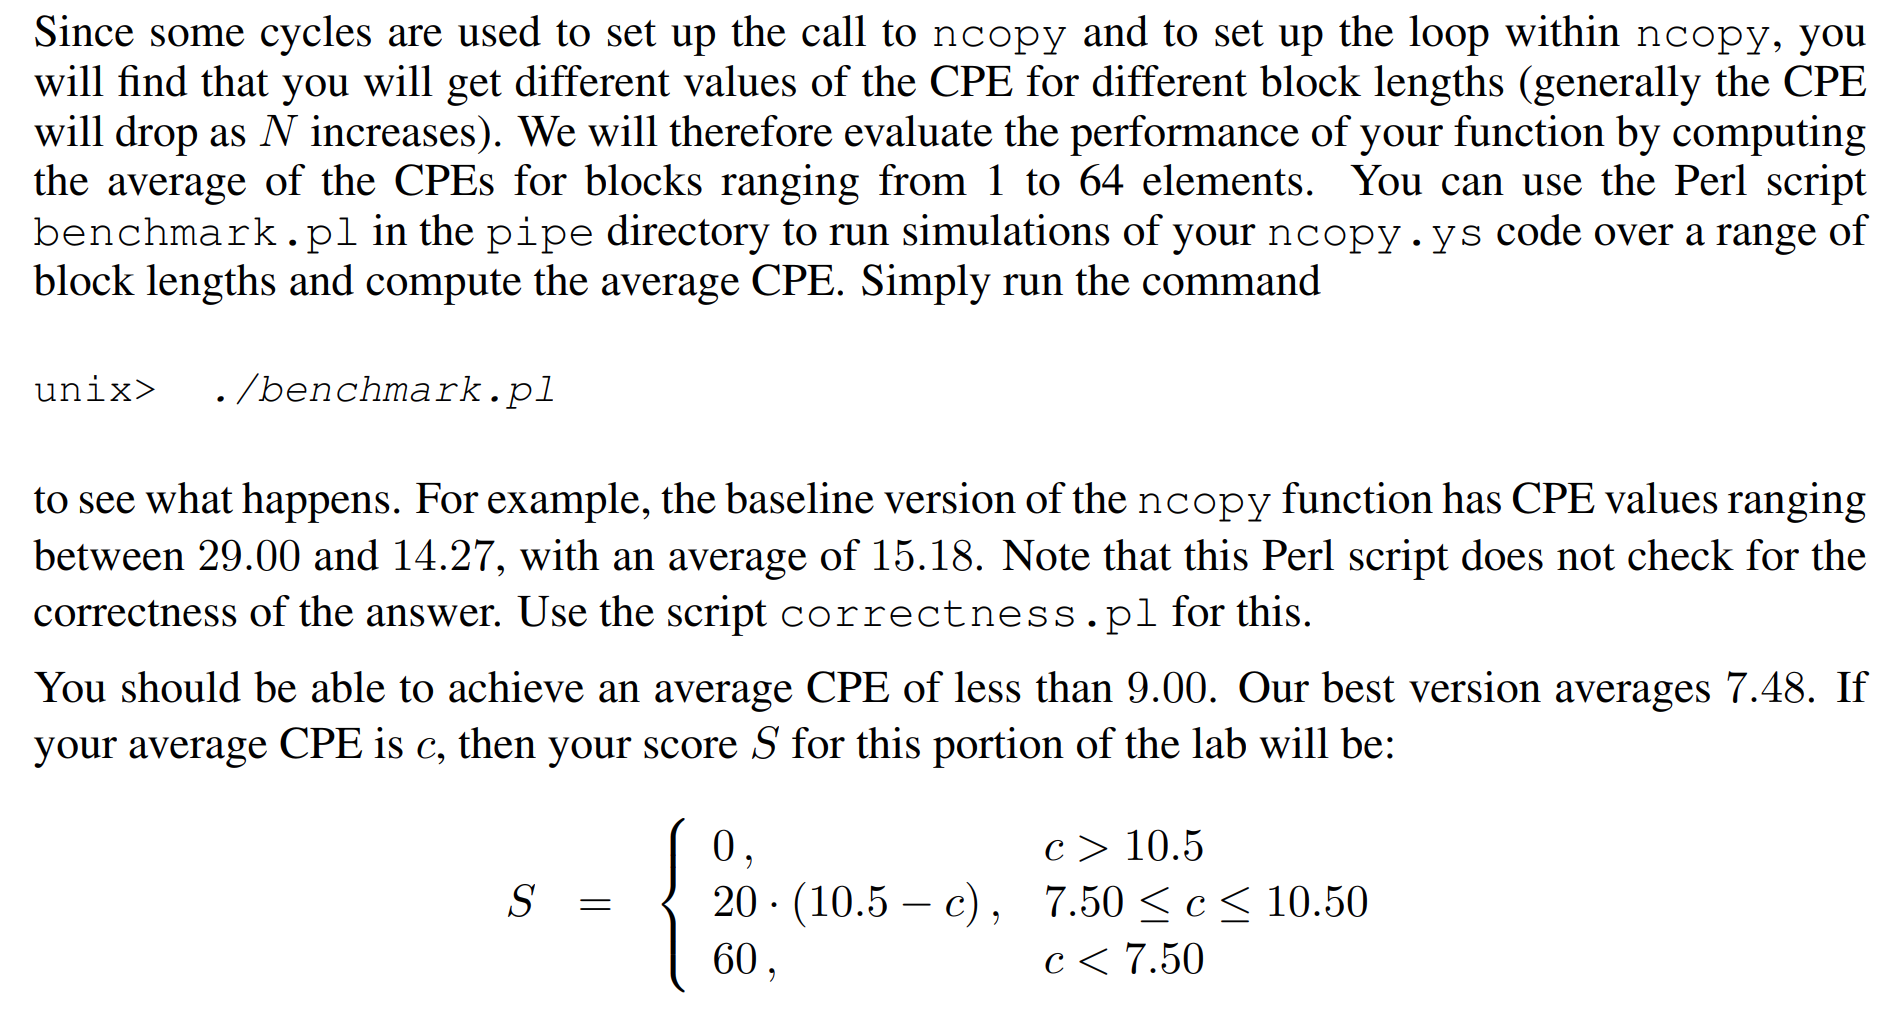 Since some cycles are used to set up the call to ncopy and to set up the loop within ncopy, you
will find that you will get different values of the CPE for different block lengths (generally the CPE
will drop as N increases). We will therefore evaluate the performance of your function by computing
the average of the CPEs for blocks ranging from 1 to 64 elements. You can use the Perl script
benchmark.pl in the pipe directory to run simulations of your ncopy.ys code over a range of
block lengths and compute the average CPE. Simply run the command
unix> ./benchmark.pl
to see what happens. For example, the baseline version of the ncopy function has CPE values ranging
between 29.00 and 14.27, with an average of 15.18. Note that this Perl script does not check for the
correctness of the answer. Use the script correctness.pl for this.
You should be able to achieve an average CPE of less than 9.00. Our best version averages 7.48. If
your average CPE is c, then your score S for this portion of the lab will be:
0 , c > 10.5
S = { 20 · (10.5 − c) , 7.50 ≤ c ≤ 10.50
60 , c < 7.50